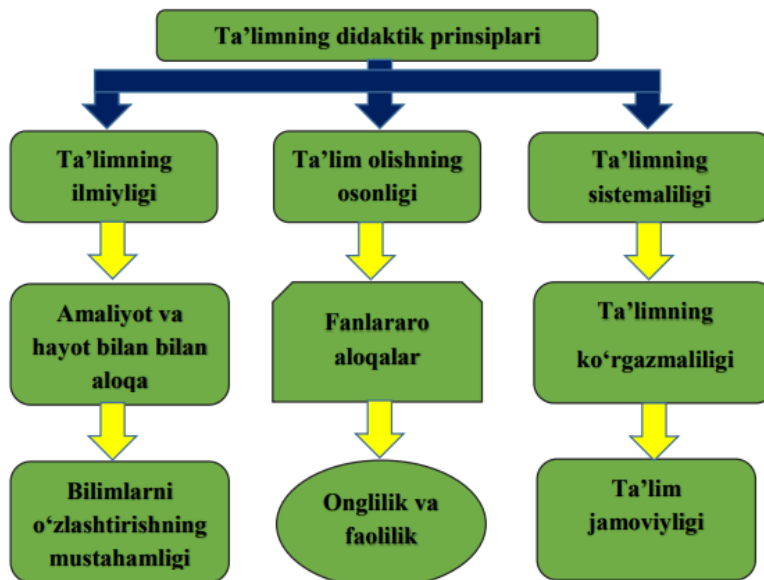 Ta’limning didaktik prinsiplari
Ta’limning
ilmiyligi
Ta’lim olishning
osonligi
Ta’limning
sistemaliligi
Amaliyot va
hayot bilan bilan
aloqa
Fanlararo
aloqalar
Ta’limning
ko‘rgazmaliligi
Bilimlarni
o‘zlashtirishning
mustahamligi
Onglilik va
faolilik
Ta’lim
jamoviyligi